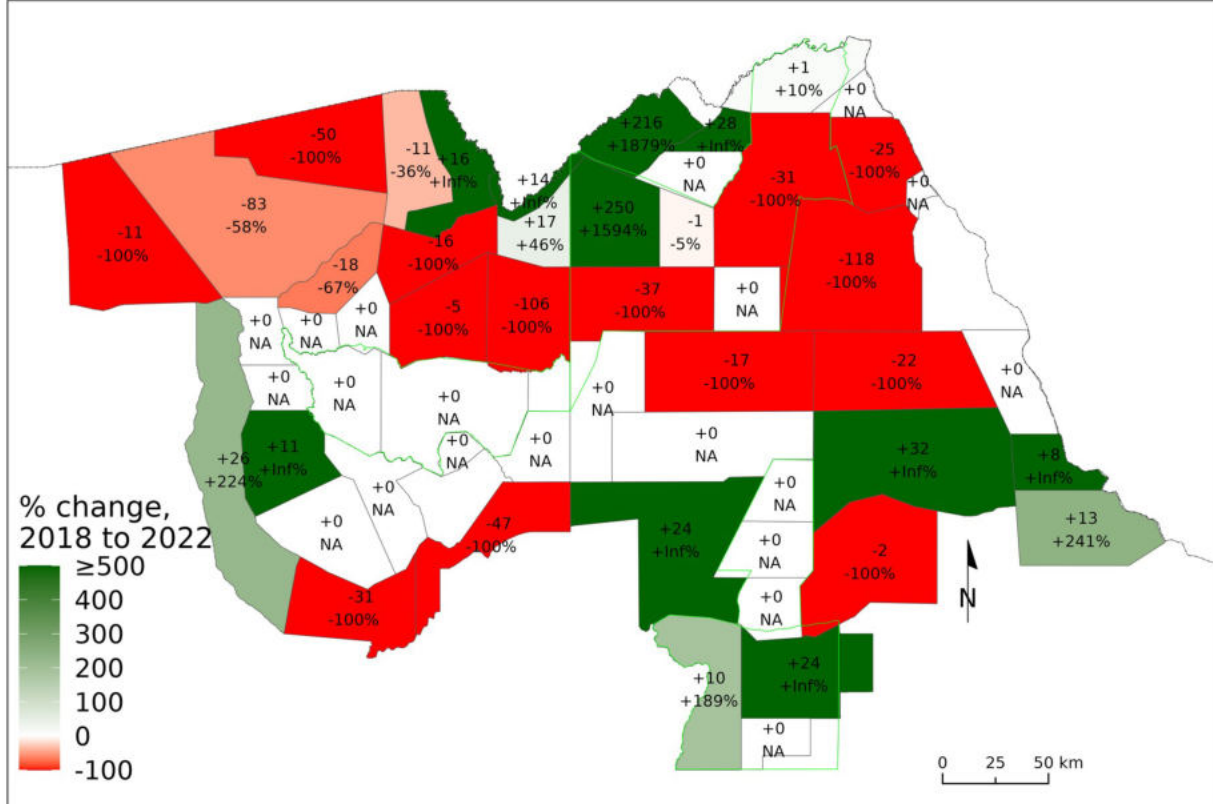 +1
+10%
+0
NA
-50
-100%
-11
-36%
+16
+Inf%
+216
+1879%
+28
+Inf%
+0
NA
-31
-100%
-25
-100%
+0
NA
+14
+Inf%
+17
+46%
+250
+1594%
-1
-5%
-83
-58%
-11
-100%
-18
-67%
-16
-100%
-118
-100%
-5
-100%
-106
-100%
-37
-100%
+0
NA
+0
NA
+0
NA
+0
NA
-17
-100%
-22
-100%
+0
NA
+0
NA
+0
NA
+0
NA
+0
NA
+26
+224%
+11
+Inf%
+0
NA
+0
NA
+0
NA
+32
+Inf%
+8
+Inf%
+0
NA
+0
NA
+0
NA
-47
-100%
+24
+Inf%
+0
NA
-2
-100%
+13
+241%
-31
-100%
+0
NA
+10
+189%
+24
+Inf%
+0
NA
% change,
2018 to 2022
≥500
400
300
200
100
0
-100
N
0 25 50 km